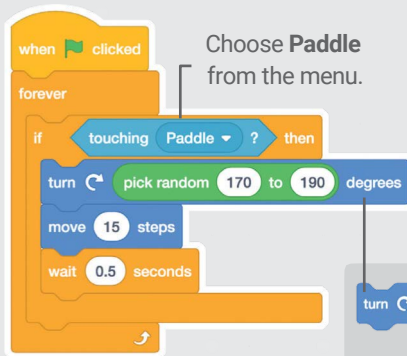 when clicked
Choose Paddle
from the menu.
forever
if touching Paddle ? then
turn pick random 170 to 190 degrees
move 15 steps
wait 0.5 seconds
turn